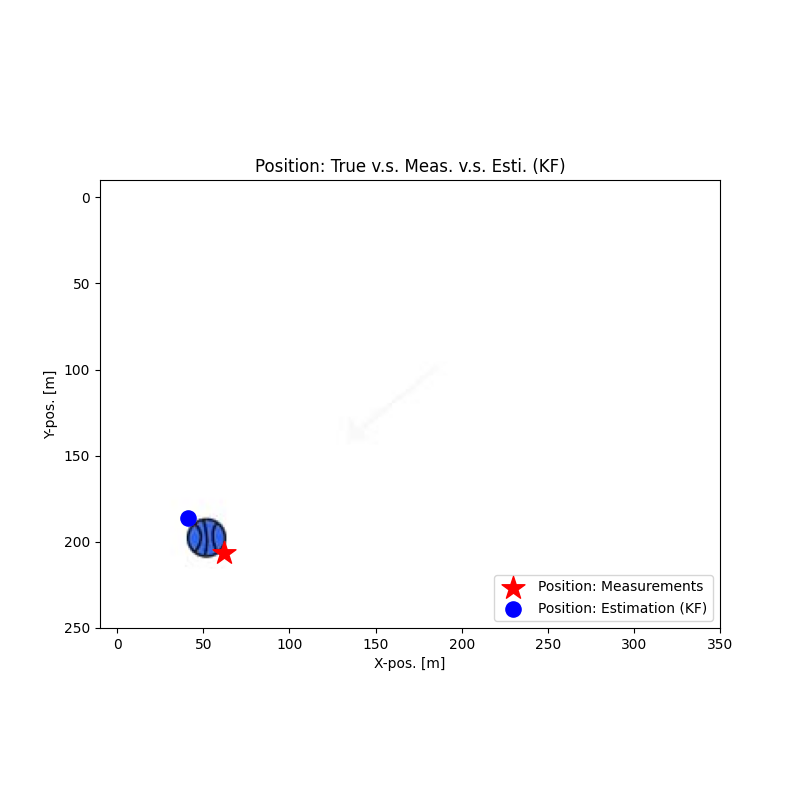 Position: True v.s. Meas. v.s. Esti. (KF)
0
50
100
150
200
250
Y-pos. [m]
Position: Measurements
Position: Estimation (KF)
0 50 100 150 200 250 300 350
X-pos. [m]